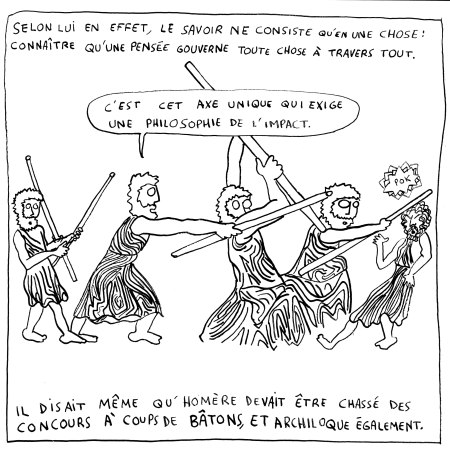 SELON LUI EN EFFET, LE SAVOIR NE CONSISTE QU'EN UNE CHOSE:
CONNAÎTRE QU'UNE PENSÉE GOUVERNE TOUTE CHOSE À TRAVERS TOUT.
C'EST CET AXE UNIQUE QUI EXIGE
UNE PHILOSOPHIE DE L'IMPACT.
POK
IL DISAIT MÊME QU'HOMÈRE DEVAIT ÊTRE CHASSÉ DES
CONCOURS À COUPS DE BÂTONS, ET ARCHILOQUE ÉGALEMENT.